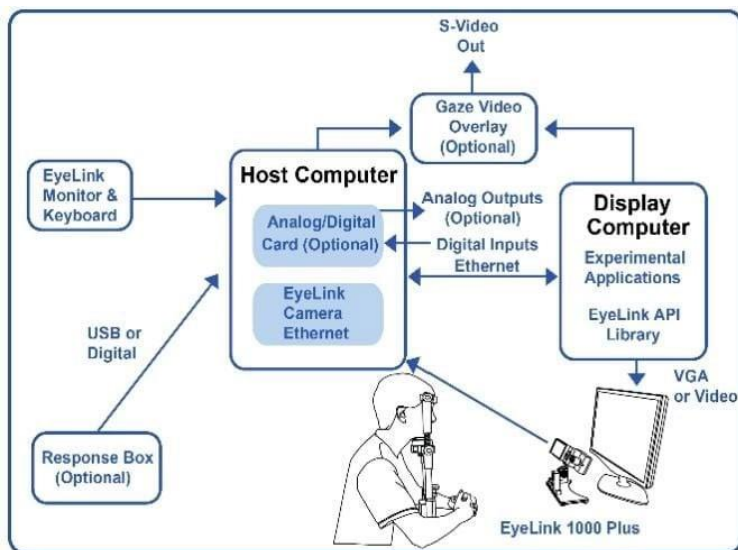 S-Video
Out
Gaze Video
Overlay
(Optional)
EyeLink
Monitor &
Keyboard
Host Computer
Analog/Digital
Card (Optional)
EyeLink
Camera
Ethernet
Analog Outputs
(Optional)
Digital Inputs
Ethernet
Display
Computer
Experimental
Applications
EyeLink API
Library
USB or
Digital
VGA
or Video
Response Box
(Optional)
EyeLink 1000 Plus